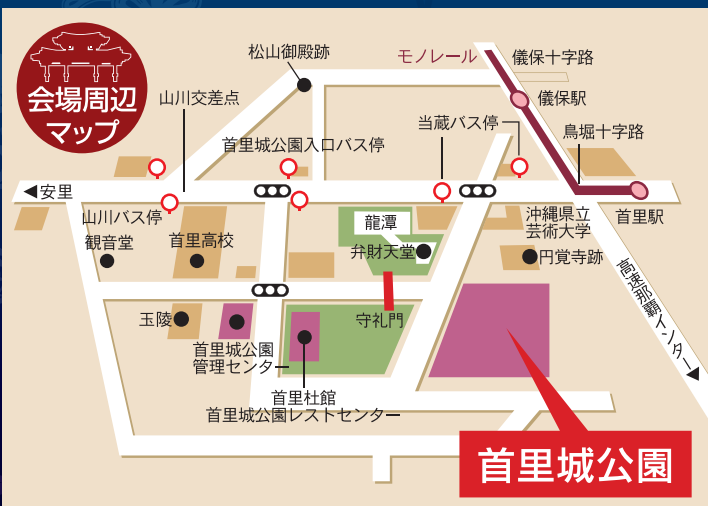 会場周辺
マップ
松山御殿跡
モノレール
儀保十字路
儀保駅
山川交差点
当蔵バス停
鳥堀十字路
首里城公園入口バス停
◀安里
山川バス停
観音堂
首里高校
龍潭
弁財天堂
沖縄県立
芸術大学
首里駅
円覚寺跡
高速那覇インター▶
玉陵
守礼門
首里城公園
管理センター
首里杜館
首里城公園レストセンター
首里城公園